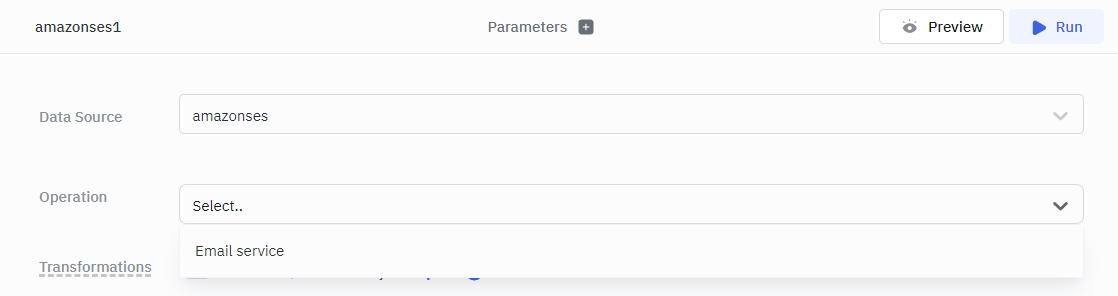 amazonses1
Parameters
Preview
Run
Data Source
amazonses
Operation
Select..
Email service
Transformations